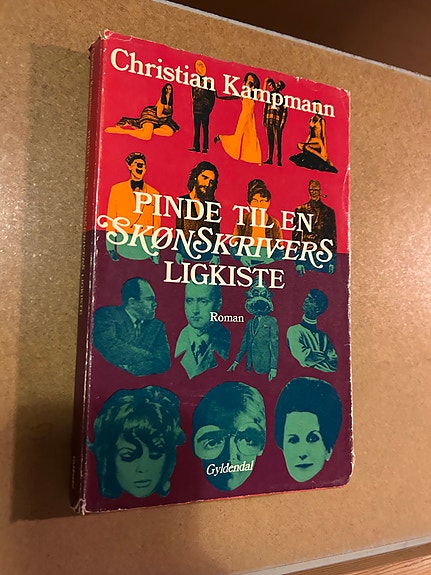 Christian Kampmann
PINDE TIL EN
SKØNSKRIVERS
LIGKISTE
Roman
Gyldendal